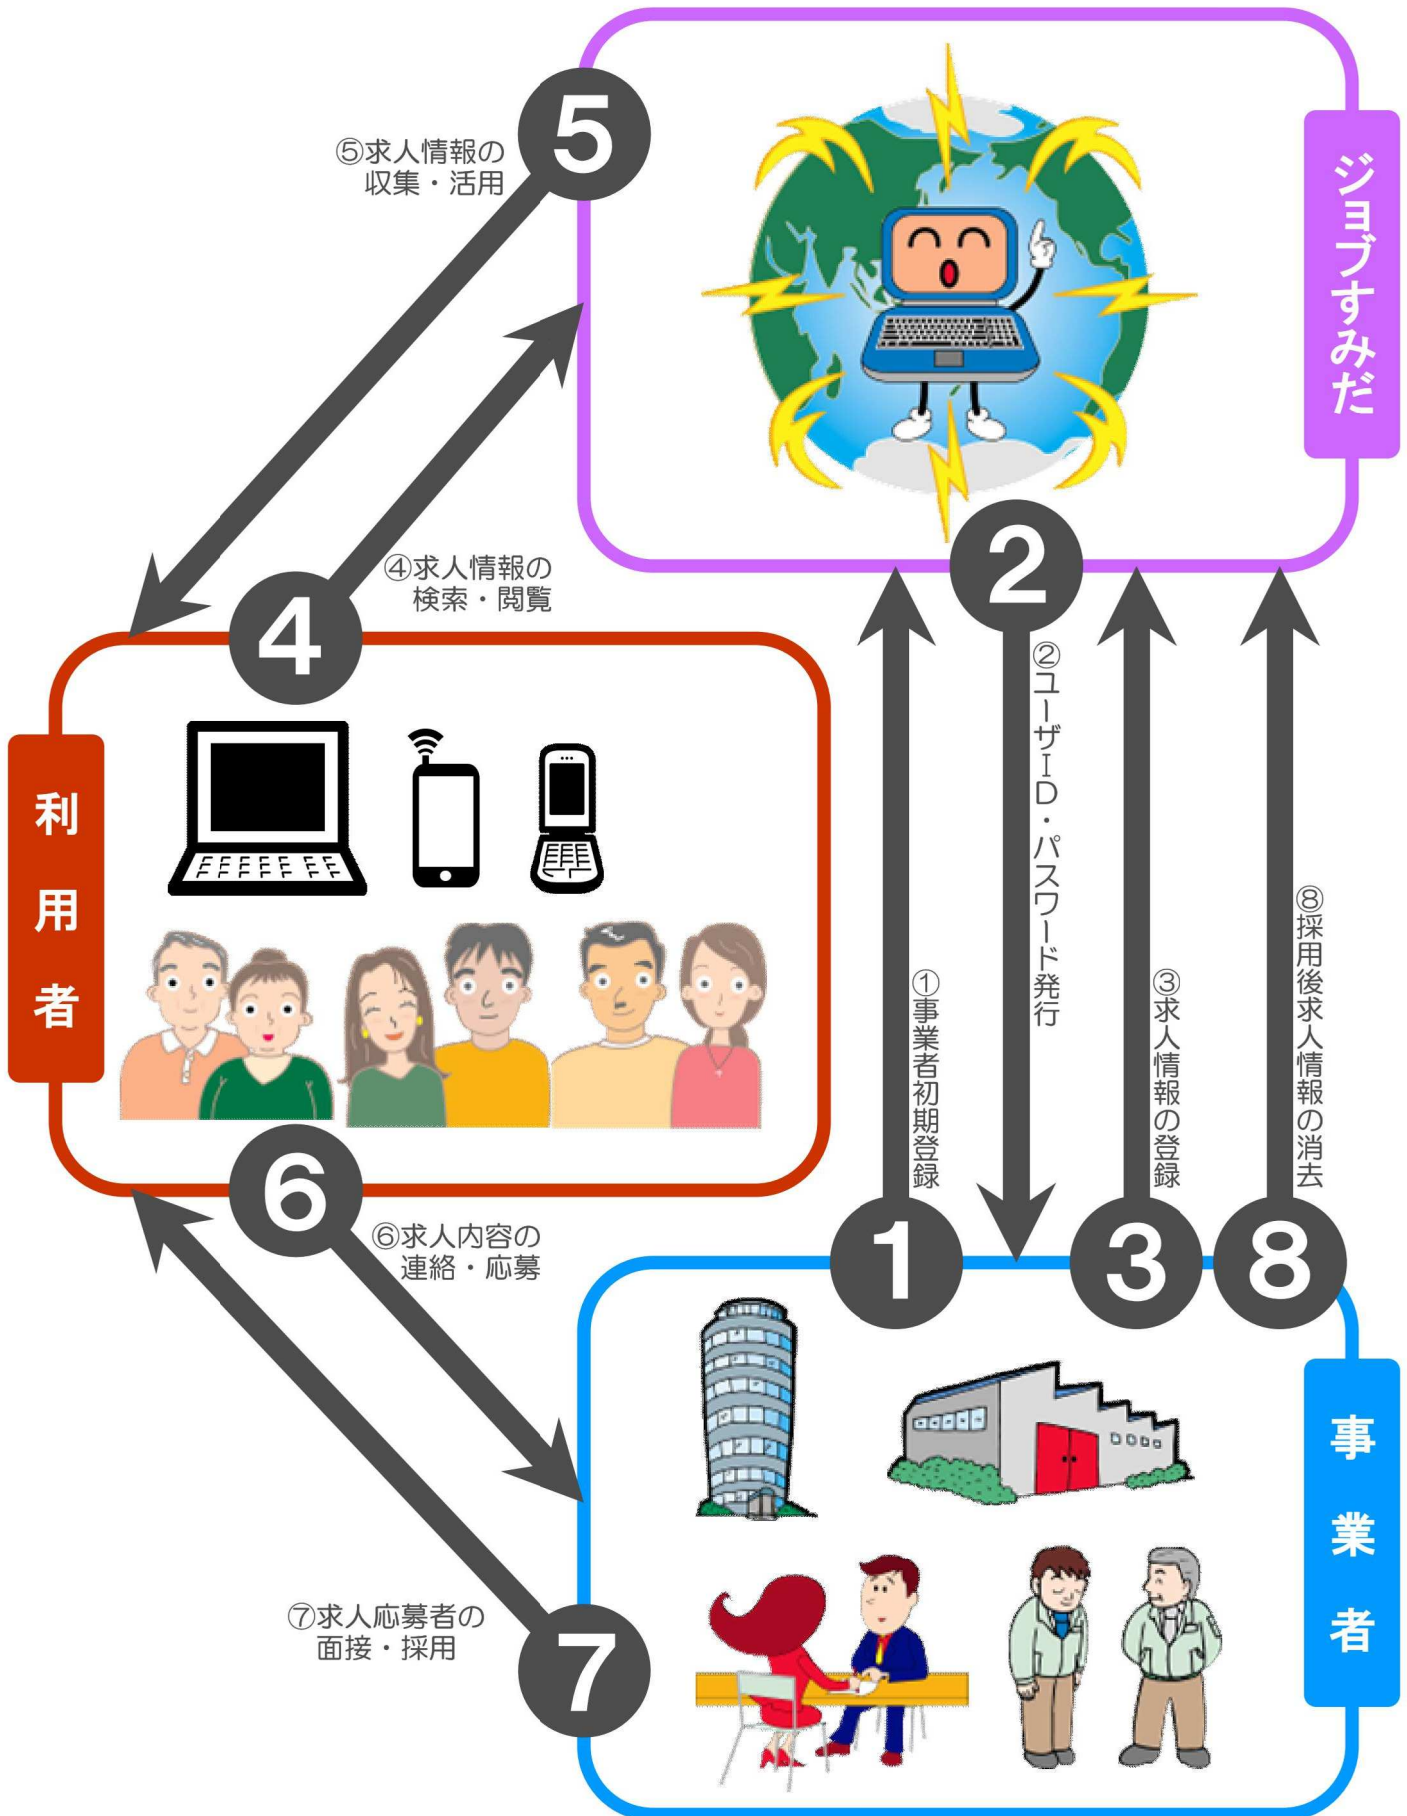 ジョブすみだ
5
⑤求人情報の
収集・活用
④求人情報の
検索・閲覧
4
2
②ユーザID・パスワード発行
①事業者初期登録
③求人情報の登録
⑧採用後求人情報の消去
利用者
6
⑥求人内容の
連絡・応募
1
3
8
⑦求人応募者の
面接・採用
7
事業者